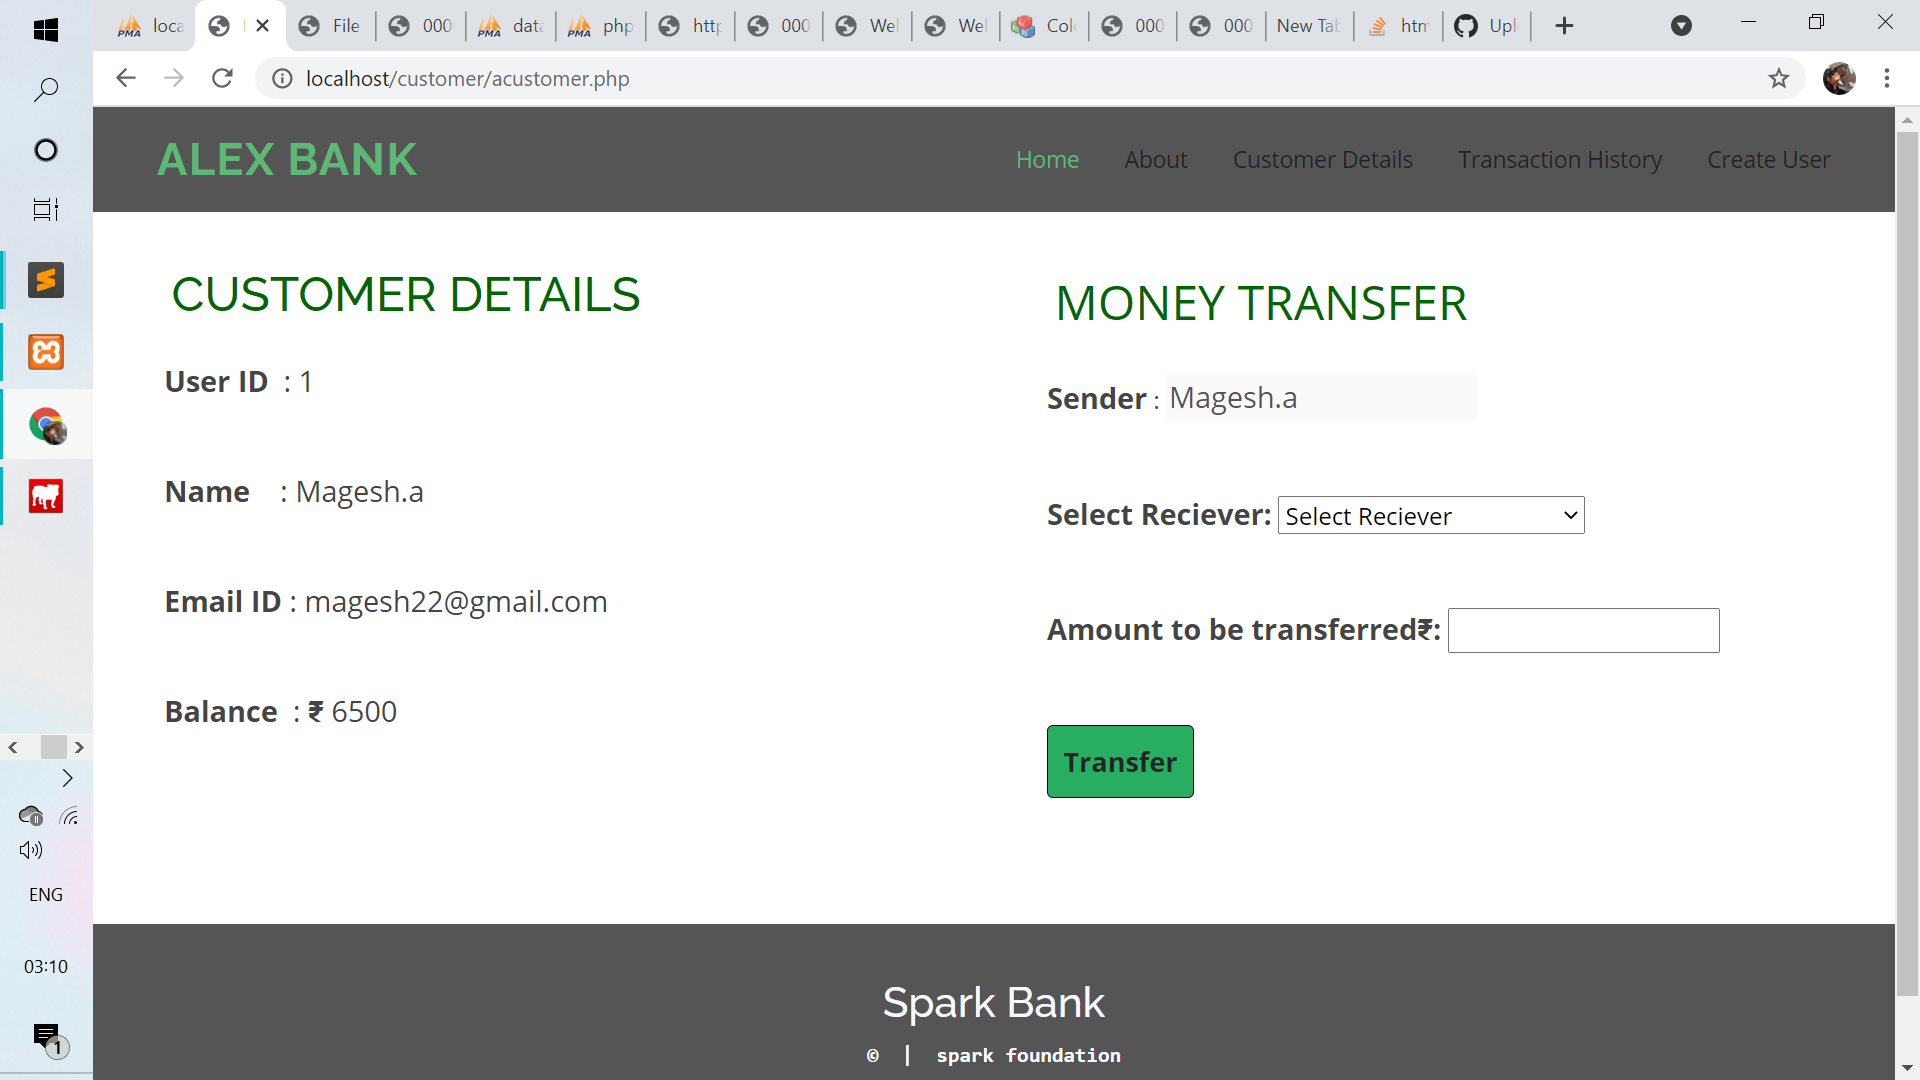 loca
File
000
data
php
http
000
Wel
Wel
Col
000
000
New Tab
htm
Upl
localhost/customer/acustomer.php
ALEX BANK
Home About Customer Details Transaction History Create User
CUSTOMER DETAILS
User ID : 1
Name : Magesh.a
Email ID : magesh22@gmail.com
Balance : ₹ 6500
MONEY TRANSFER
Sender : Magesh.a
Select Reciever: Select Reciever
Amount to be transferred₹:
Transfer
Spark Bank
© | spark foundation
ENG
03:10
1